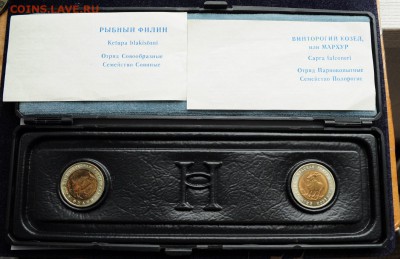 COINS.LAVE.RU
РЫБНЫЙ ФИЛИН
Ketupa blakistoni
Отряд Совообразные
Семейство Совиные
ВИНТОРОГИЙ КОЗЕЛ,
или МАРХУР
Capra falconeri
Отряд Парнокопытные
Семейство Полорогие